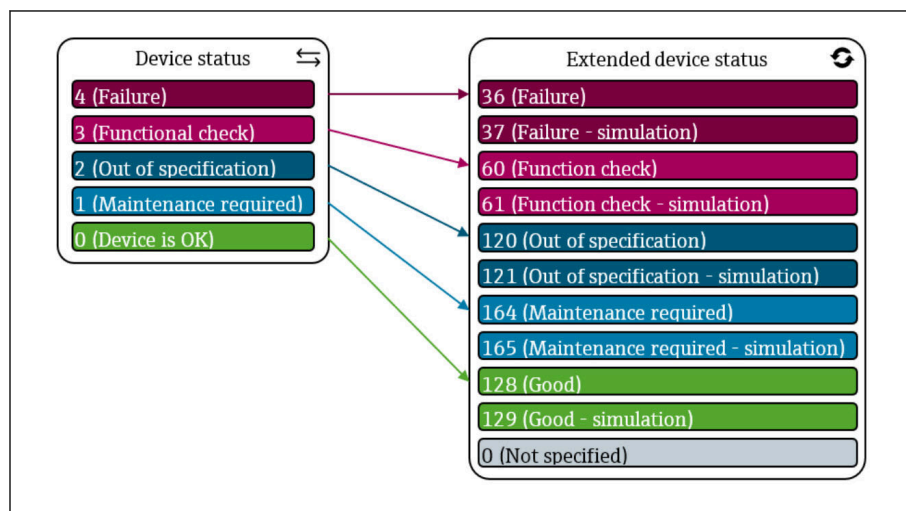 Device status
4 (Failure)
3 (Functional check)
2 (Out of specification)
1 (Maintenance required)
0 (Device is OK)
Extended device status
36 (Failure)
37 (Failure - simulation)
60 (Function check)
61 (Function check - simulation)
120 (Out of specification)
121 (Out of specification - simulation)
164 (Maintenance required)
165 (Maintenance required - simulation)
128 (Good)
129 (Good - simulation)
0 (Not specified)